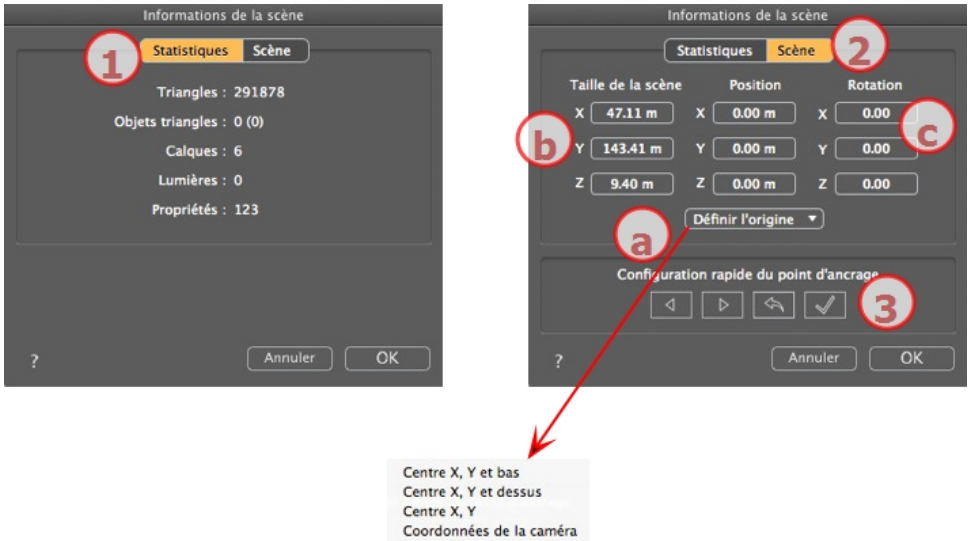 Informations de la scène
1
Statistiques Scène
Triangles : 291878
Objets triangles : 0 (0)
Calques : 6
Lumières : 0
Propriétés : 123
?
Annuler OK
Informations de la scène
Statistiques Scène
2
Taille de la scène Position Rotation
X 47.11 m X 0.00 m X 0.00
b c
Y 143.41 m Y 0.00 m Y 0.00
Z 9.40 m Z 0.00 m Z 0.00
a
Définir l'origine
Configuration rapide du point d'ancrage
3
?
Annuler OK
Centre X, Y et bas
Centre X, Y et dessus
Centre X, Y
Coordonnées de la caméra